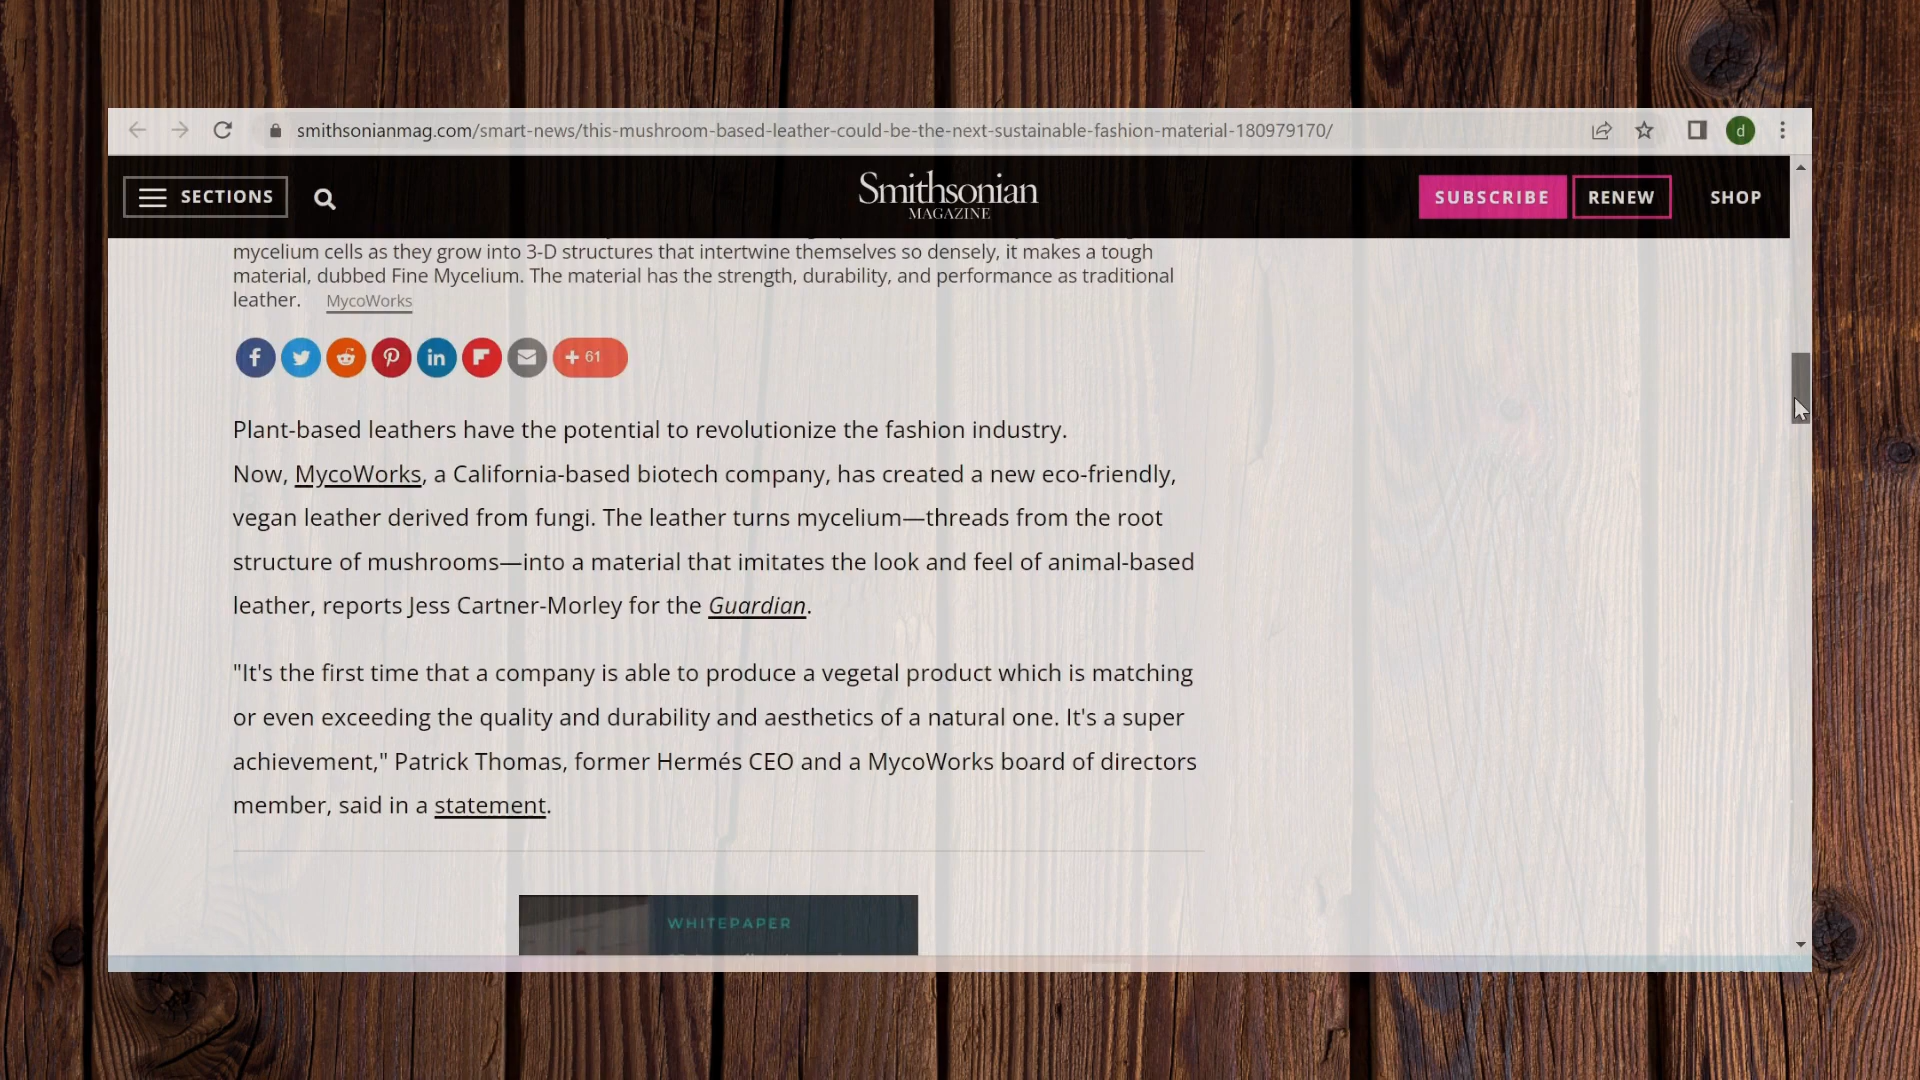 smithsonianmag.com/smart-news/this-mushroom-based-leather-could-be-the-next-sustainable-fashion-material-180979170/
d
SECTIONS
Smithsonian
MAGAZINE
SUBSCRIBE
RENEW
SHOP
mycelium cells as they grow into 3-D structures that intertwine themselves so densely, it makes a tough
material, dubbed Fine Mycelium. The material has the strength, durability, and performance as traditional
leather. MycoWorks
+ 61
Plant-based leathers have the potential to revolutionize the fashion industry.
Now, MycoWorks, a California-based biotech company, has created a new eco-friendly,
vegan leather derived from fungi. The leather turns mycelium—threads from the root
structure of mushrooms—into a material that imitates the look and feel of animal-based
leather, reports Jess Cartner-Morley for the Guardian.
"It's the first time that a company is able to produce a vegetal product which is matching
or even exceeding the quality and durability and aesthetics of a natural one. It's a super
achievement," Patrick Thomas, former Hermés CEO and a MycoWorks board of directors
member, said in a statement.
WHITEPAPER